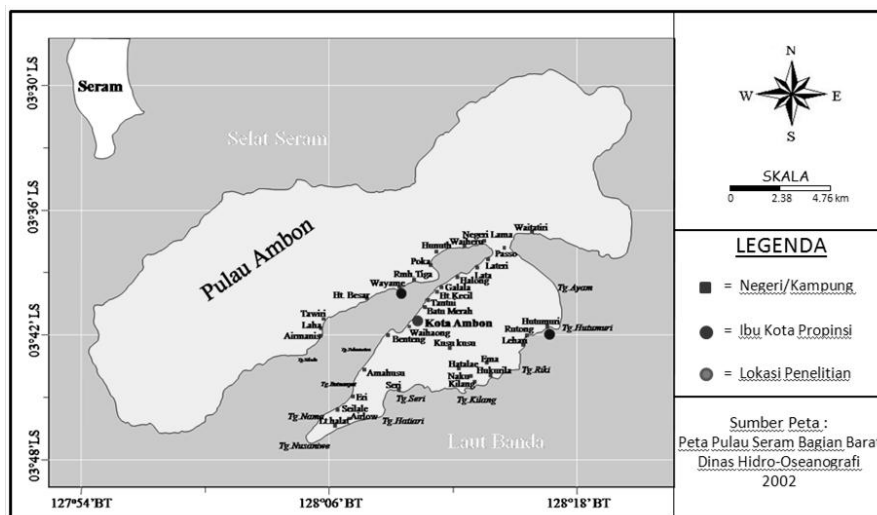 03°30'LS
03°36'LS
03°42'LS
03°48'LS
127°54'BT
128°06'BT
128°18'BT
Seram
Selat Seram
Pulau Ambon
Laut Banda
Negeri Lama
Waitatiri
Hunuth
Waiheru
Passo
Poka
Lateri
Rmh Tiga
Lata
Halong
Wayame
Galala
Ht. Besar
Ht Kecil
Tantui
Batu Merah
Tg Ayam
Tawiri
Laha
Kota Ambon
Hutumuri
Tg Hutumuri
Airmanis
Waihaong
Rutong
Benteng
Kusu kusu
Lehari
Hatalae
Ema
Amahusu
Naku
Hukurila
Tg Riki
Kilang
Seri
Tg Seri
Tg Kilang
Eri
Tg Nama
Seilale
Airlow
Tg Hatiari
Lt.halat
Tg Nusaniwe
N
W
E
S
SKALA
0 2.38 4.76 km
LEGENDA
= Negeri/Kampung
= Ibu Kota Propinsi
= Lokasi Penelitian
Sumber Peta :
Peta Pulau Seram Bagian Barat
Dinas Hidro-Oseanografi
2002